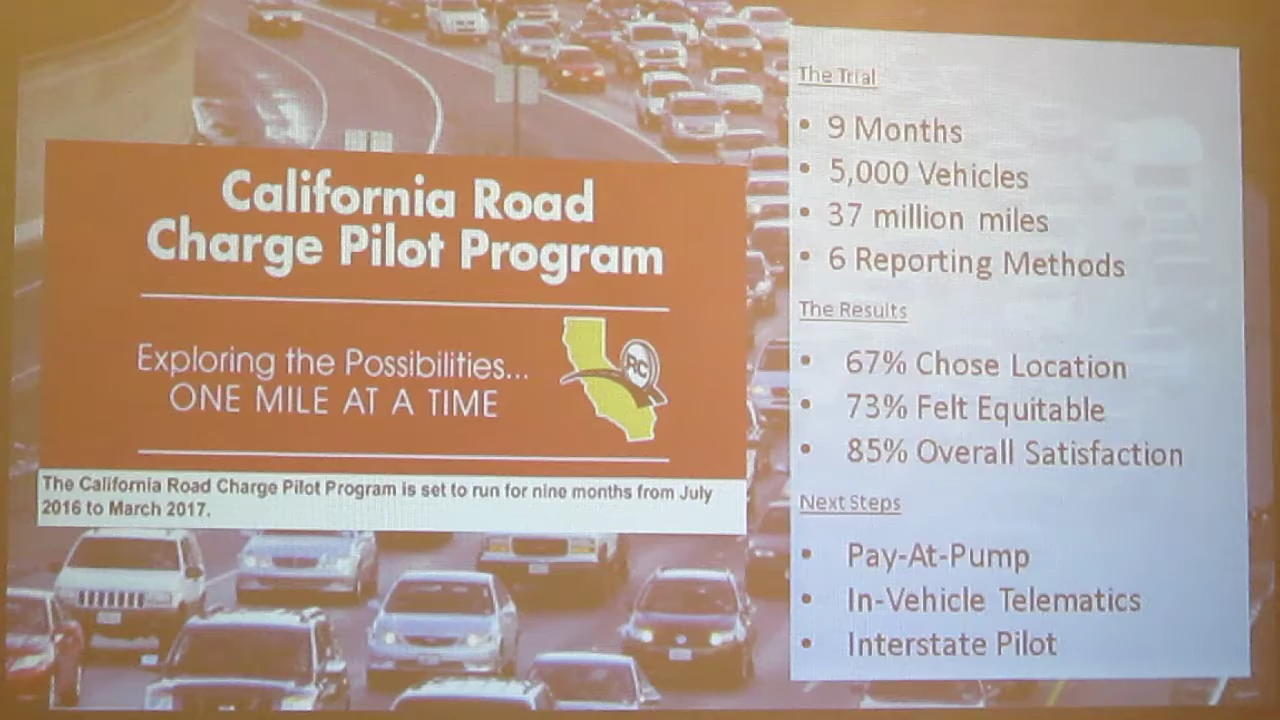 California Road
Charge Pilot Program
Exploring the Possibilities...
ONE MILE AT A TIME
RC
The California Road Charge Pilot Program is set to run for nine months from July
2016 to March 2017.
The Trial
• 9 Months
• 5,000 Vehicles
• 37 million miles
• 6 Reporting Methods
The Results
• 67% Chose Location
• 73% Felt Equitable
• 85% Overall Satisfaction
Next Steps
• Pay-At-Pump
• In-Vehicle Telematics
• Interstate Pilot